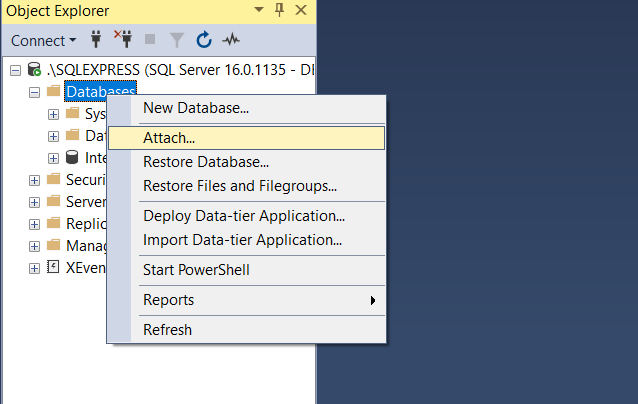 Object Explorer
Connect
.\SQLEXPRESS (SQL Server 16.0.1135 - DI
Databases
New Database...
Attach...
Restore Database...
Restore Files and Filegroups...
Deploy Data-tier Application...
Import Data-tier Application...
Start PowerShell
Reports
Refresh
Sys
Dat
Inte
Securi
Server
Replic
Manag
XEven